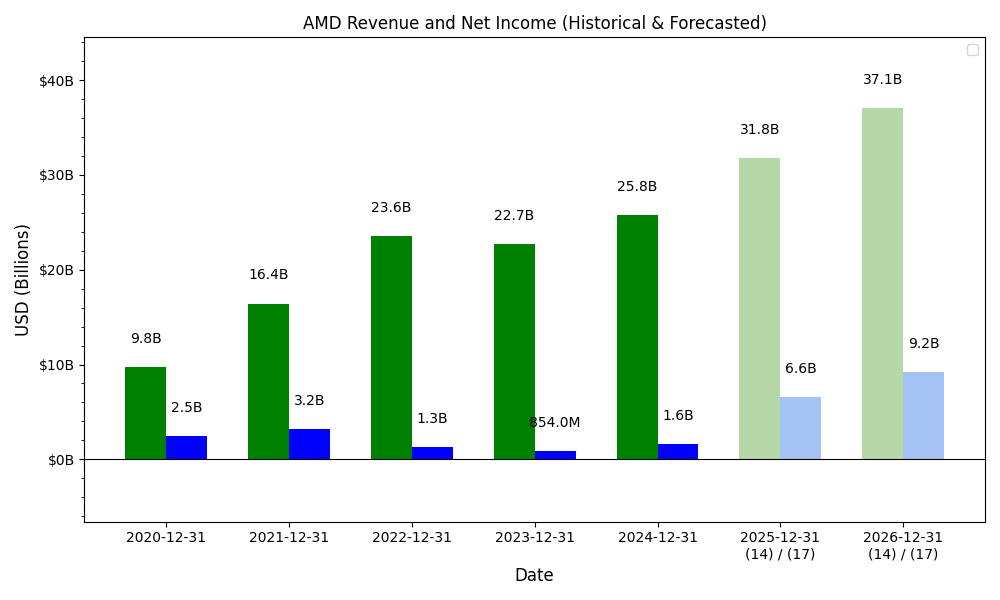 AMD Revenue and Net Income (Historical & Forecasted)
$40B
$30B
$20B
$10B
$0B
USD (Billions)
9.8B
2.5B
16.4B
3.2B
23.6B
1.3B
22.7B
854.0M
25.8B
1.6B
31.8B
6.6B
37.1B
9.2B
2020-12-31
2021-12-31
2022-12-31
2023-12-31
2024-12-31
2025-12-31
(14) / (17)
2026-12-31
(14) / (17)
Date